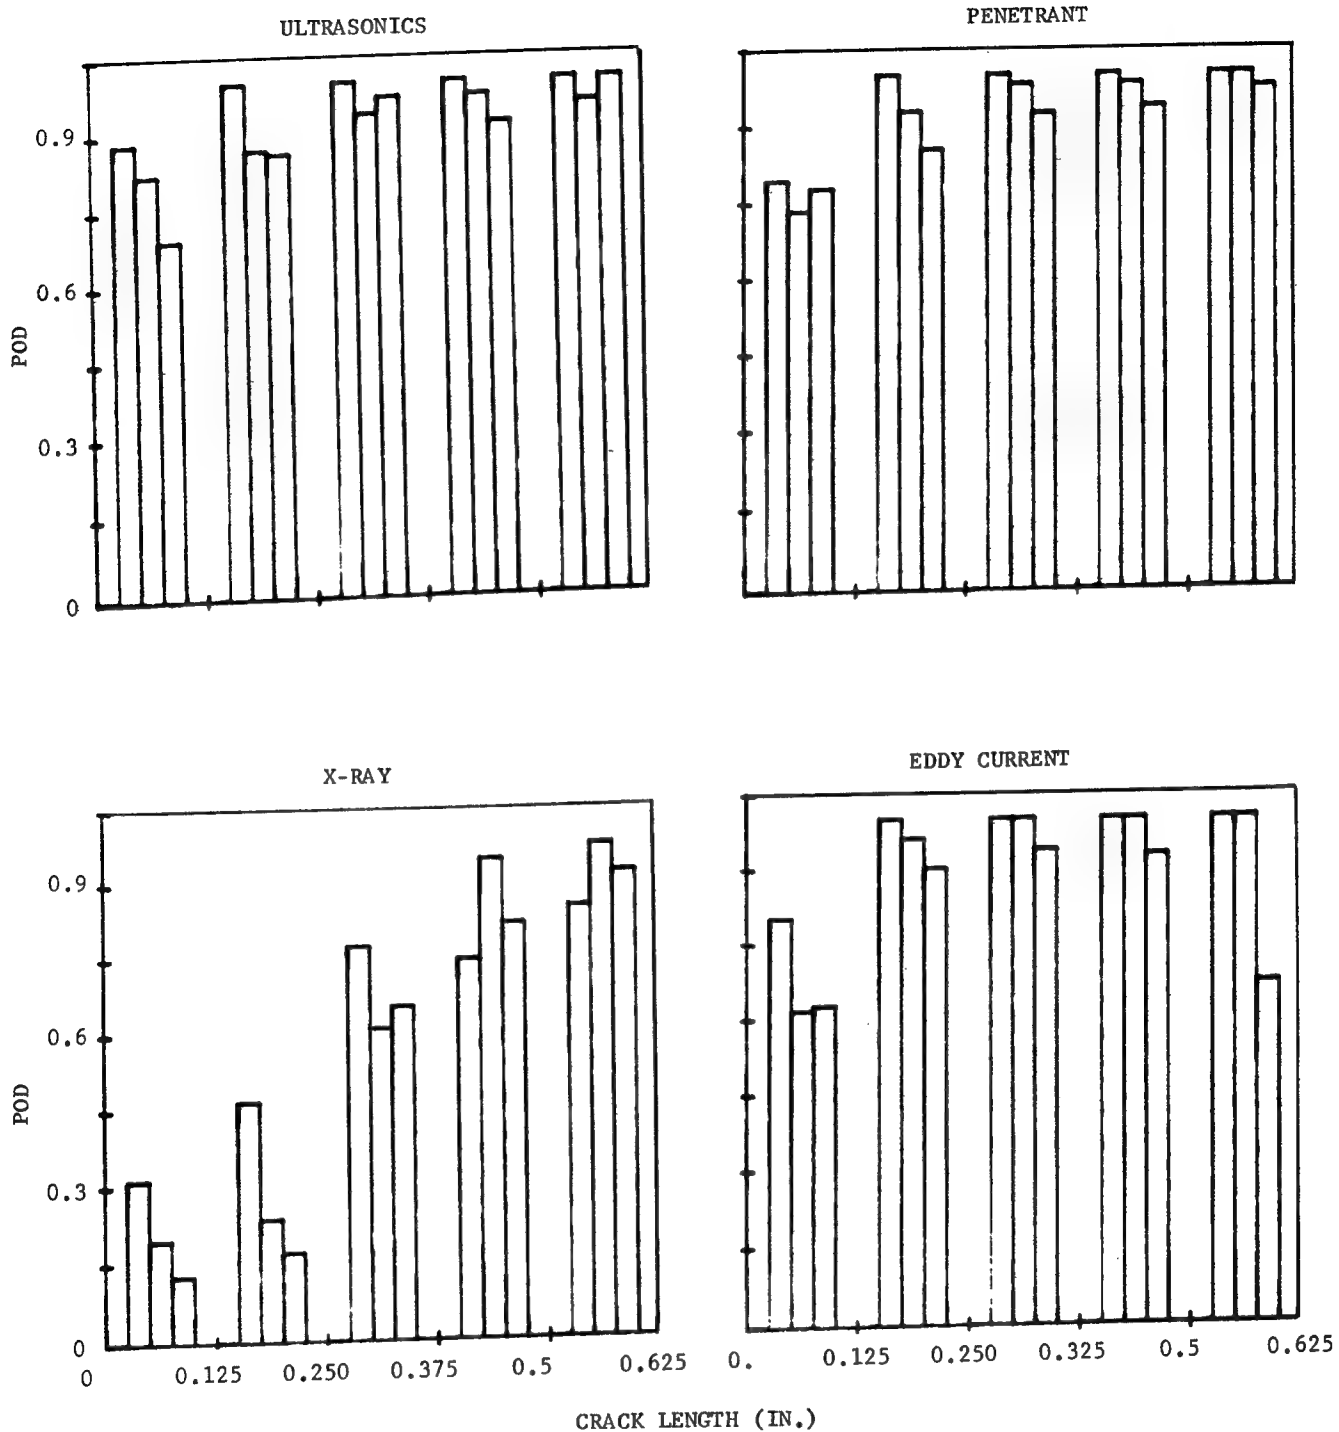 ULTRASONICS
PENETRANT
0.9
0.6
0.3
0
POD
X-RAY
EDDY CURRENT
0.9
0.6
0.3
0
POD
0 0.125 0.250 0.375 0.5 0.625
0. 0.125 0.250 0.325 0.5 0.625
CRACK LENGTH (IN.)